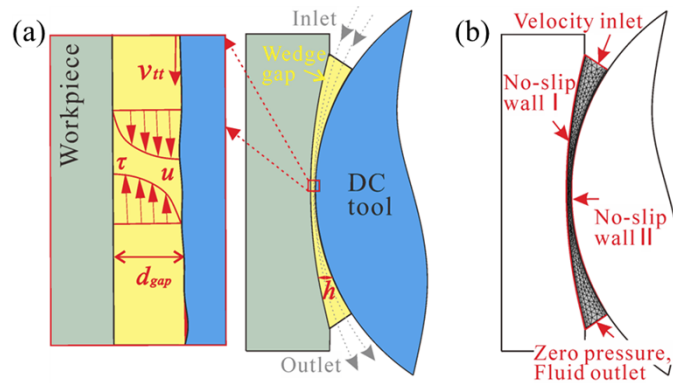 (a)
Workpiece
v_tt
τ
u
d_gap
Inlet
Wedge
gap
DC
tool
h
Outlet
(b)
Velocity inlet
No-slip
wall Ⅰ
No-slip
wall Ⅱ
Zero pressure,
Fluid outlet